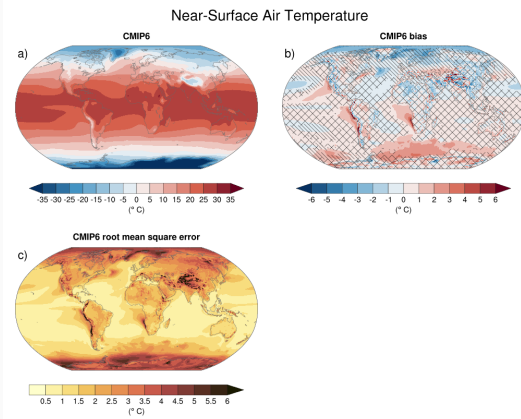 Near-Surface Air Temperature
CMIP6
CMIP6 bias
a)
b)
-35 -30 -25 -20 -15 -10 -5 0 5 10 15 20 25 30 35
(º C)
-6 -5 -4 -3 -2 -1 0 1 2 3 4 5 6
(º C)
CMIP6 root mean square error
c)
0.5 1 1.5 2 2.5 3 3.5 4 4.5 5 5.5 6
(º C)